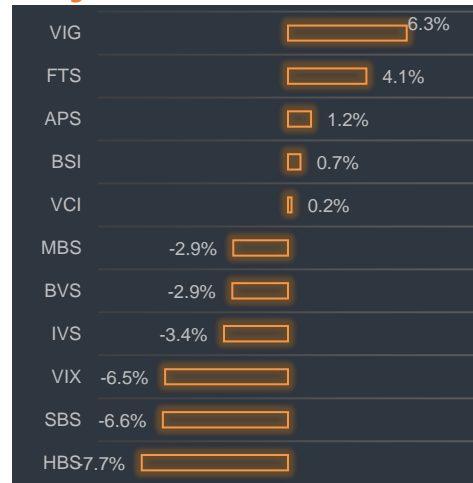 VIG 6.3%
FTS 4.1%
APS 1.2%
BSI 0.7%
VCI 0.2%
MBS -2.9%
BVS -2.9%
IVS -3.4%
VIX -6.5%
SBS -6.6%
HBS -7.7%